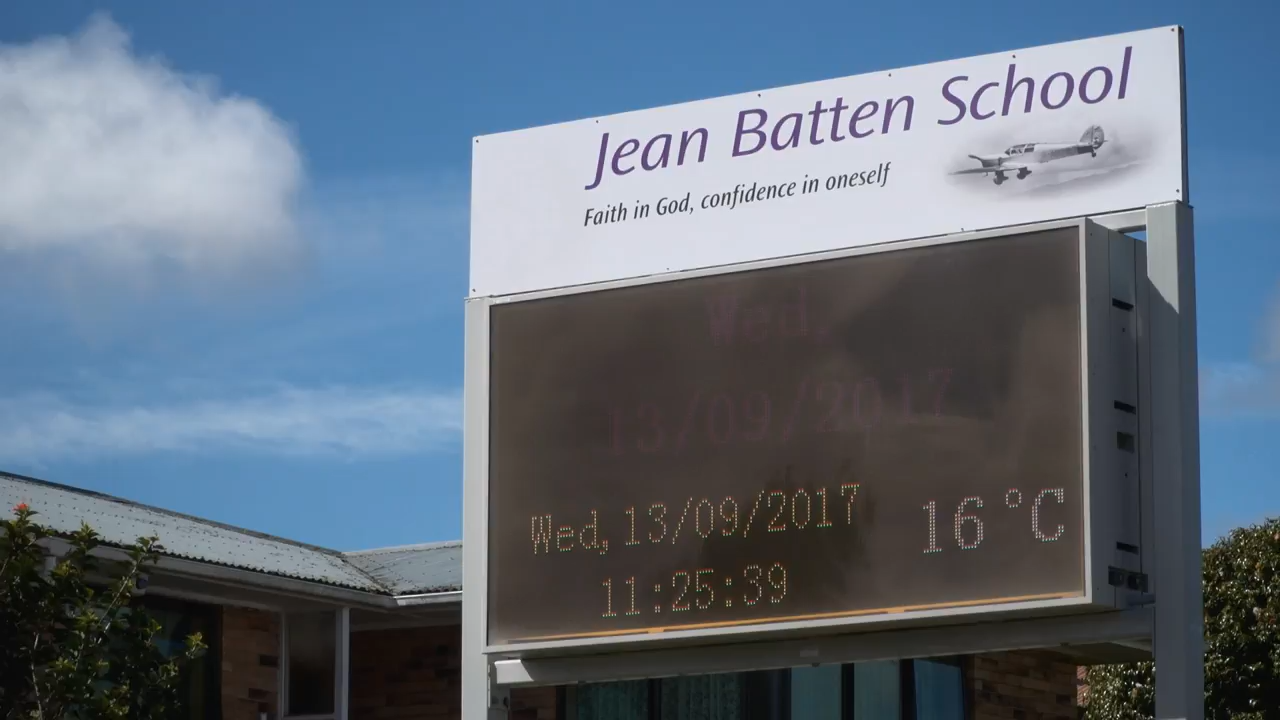 Jean Batten School
Faith in God, confidence in oneself
Wed,
13/09/2017
Wed,13/09/2017
16°C
11:25:39